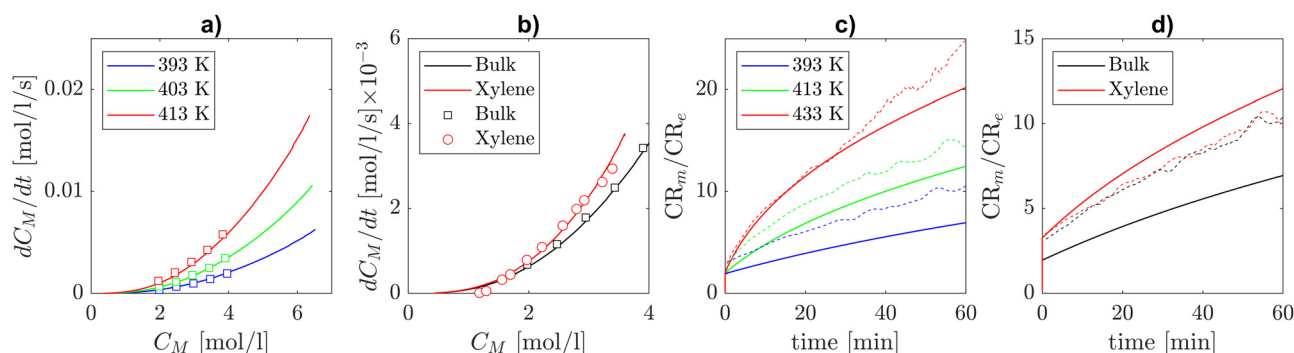 a)
dC_M/dt [mol/l/s]
0.02
0.01
0
393 K
403 K
413 K
0 2 4 6
C_M [mol/l]
b)
dC_M/dt [mol/l/s]×10⁻³
6
4
2
0
Bulk
Xylene
Bulk
Xylene
0 2 4
C_M [mol/l]
c)
CR_m/CR_e
20
10
0
393 K
413 K
433 K
0 20 40 60
time [min]
d)
CR_m/CR_e
15
10
5
0
Bulk
Xylene
0 20 40 60
time [min]